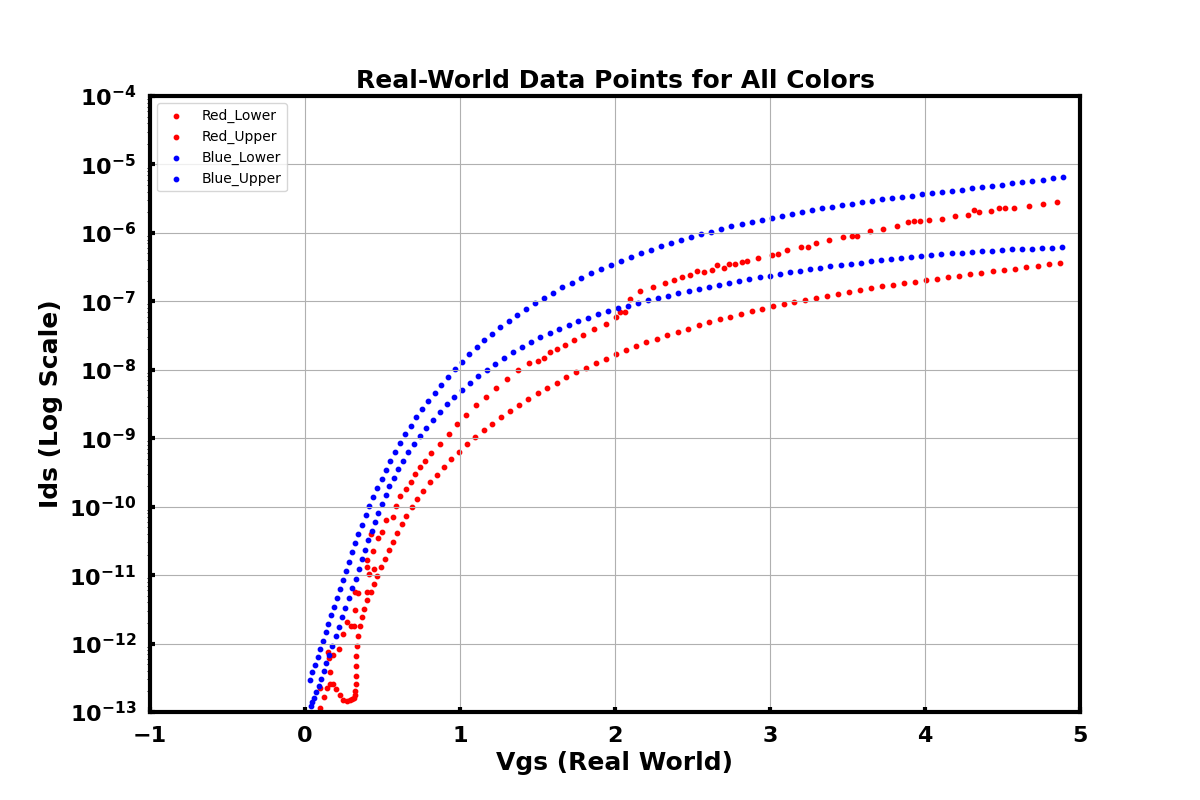 Real-World Data Points for All Colors
Red_Lower
Red_Upper
Blue_Lower
Blue_Upper
Ids (Log Scale)
10⁻⁴
10⁻⁵
10⁻⁶
10⁻⁷
10⁻⁸
10⁻⁹
10⁻¹⁰
10⁻¹¹
10⁻¹²
10⁻¹³
−1 0 1 2 3 4 5
Vgs (Real World)